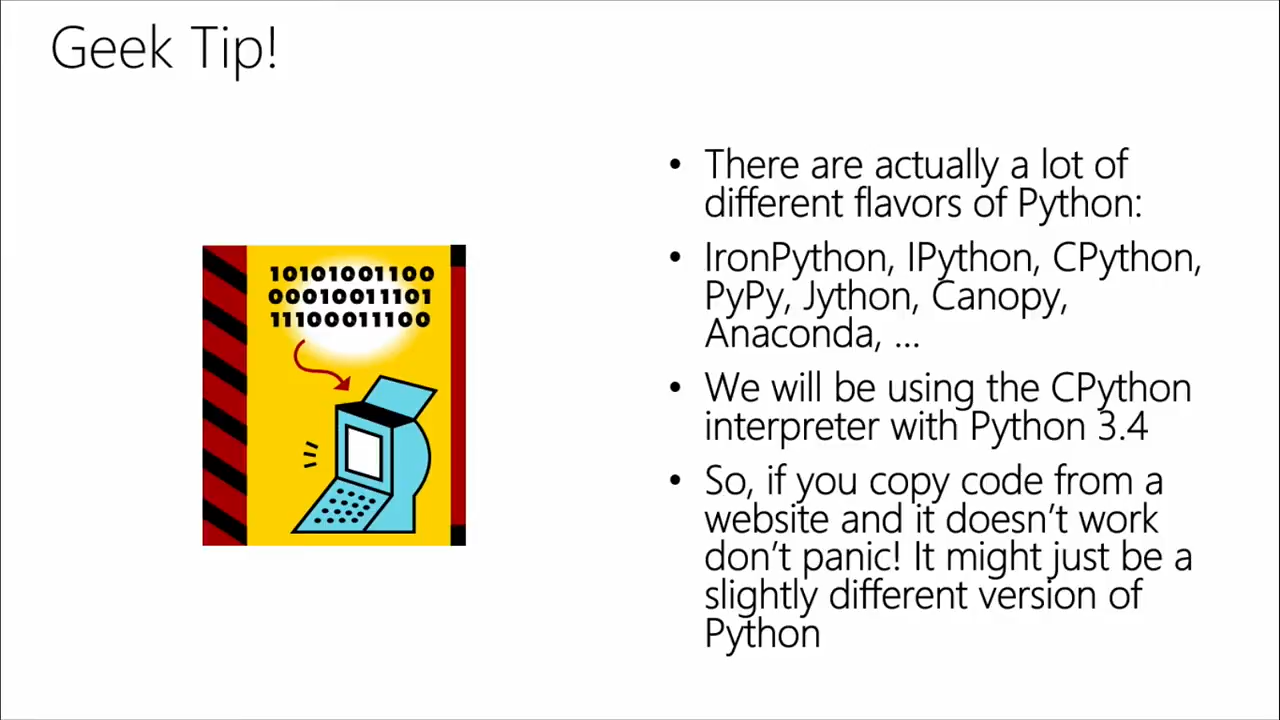 Geek Tip!
10101001100
00010011101
11100011100
• There are actually a lot of
different flavors of Python:
• IronPython, IPython, CPython,
PyPy, Jython, Canopy,
Anaconda, ...
• We will be using the CPython
interpreter with Python 3.4
• So, if you copy code from a
website and it doesn’t work
don’t panic! It might just be a
slightly different version of
Python